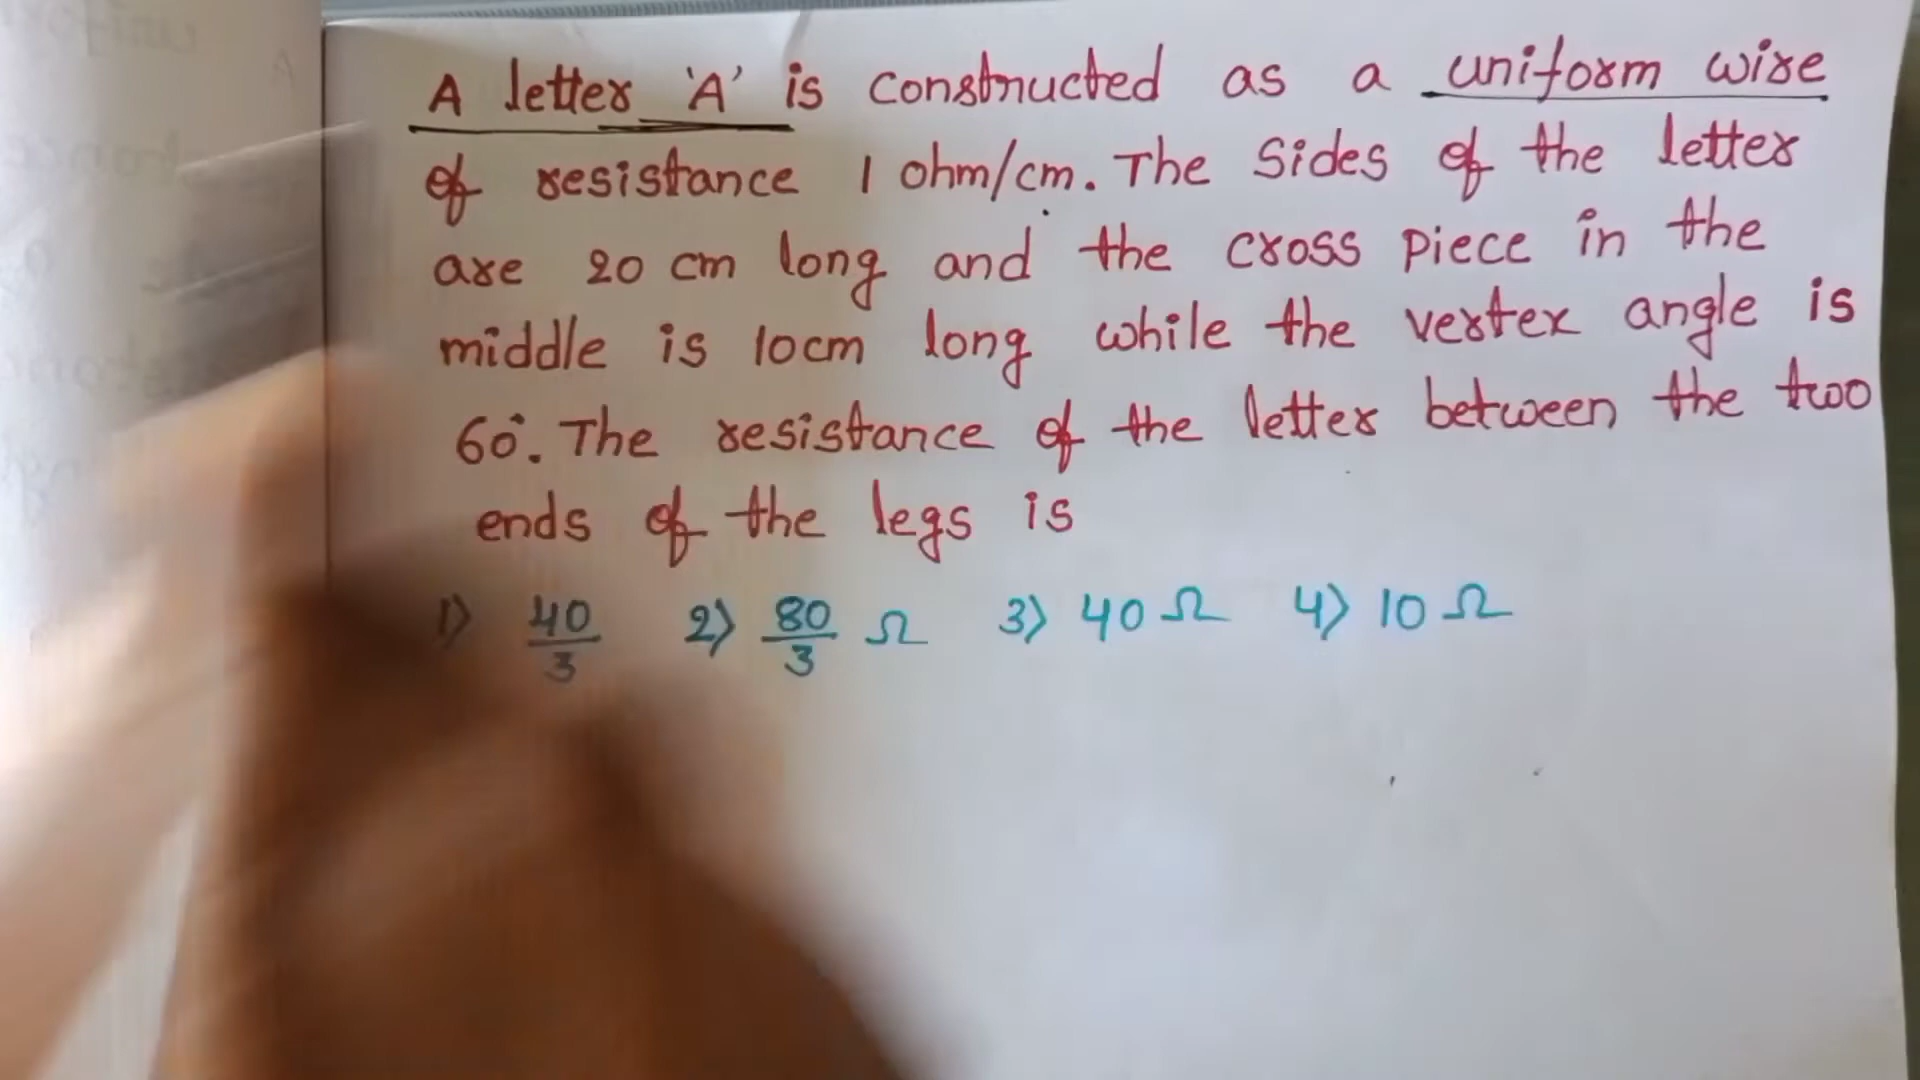 A letter 'A' is constructed as a uniform wire
of resistance 1 ohm/cm. The sides of the letter
are 20 cm long and the cross piece in the
middle is 10cm long while the vertex angle is
60°. The resistance of the letter between the two
ends of the legs is
1) 40/3 2) 80/3 Ω 3) 40 Ω 4) 10 Ω